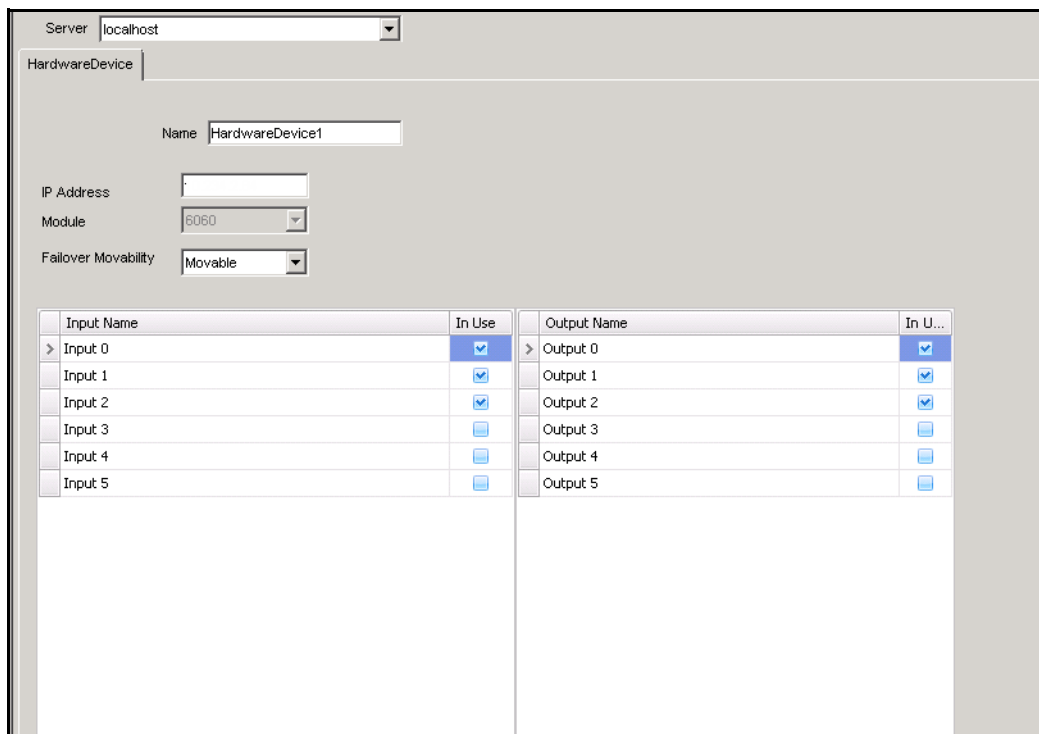 Server localhost
HardwareDevice
Name HardwareDevice1
IP Address
Module 6060
Failover Movability Movable
Input Name In Use Output Name In U...
Input 0 Output 0
Input 1 Output 1
Input 2 Output 2
Input 3 Output 3
Input 4 Output 4
Input 5 Output 5